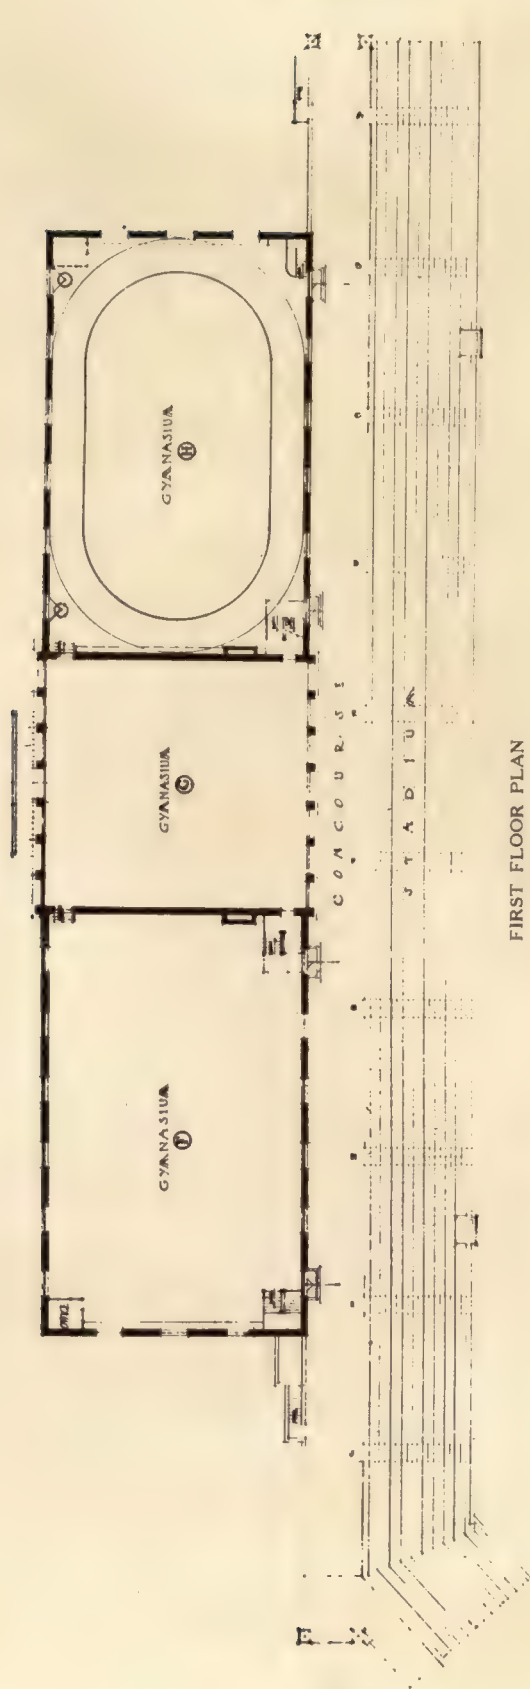 GYMNASIUM
F
GYMNASIUM
G
GYMNASIUM
H
CONCOURSE
STADIUM
FIRST FLOOR PLAN